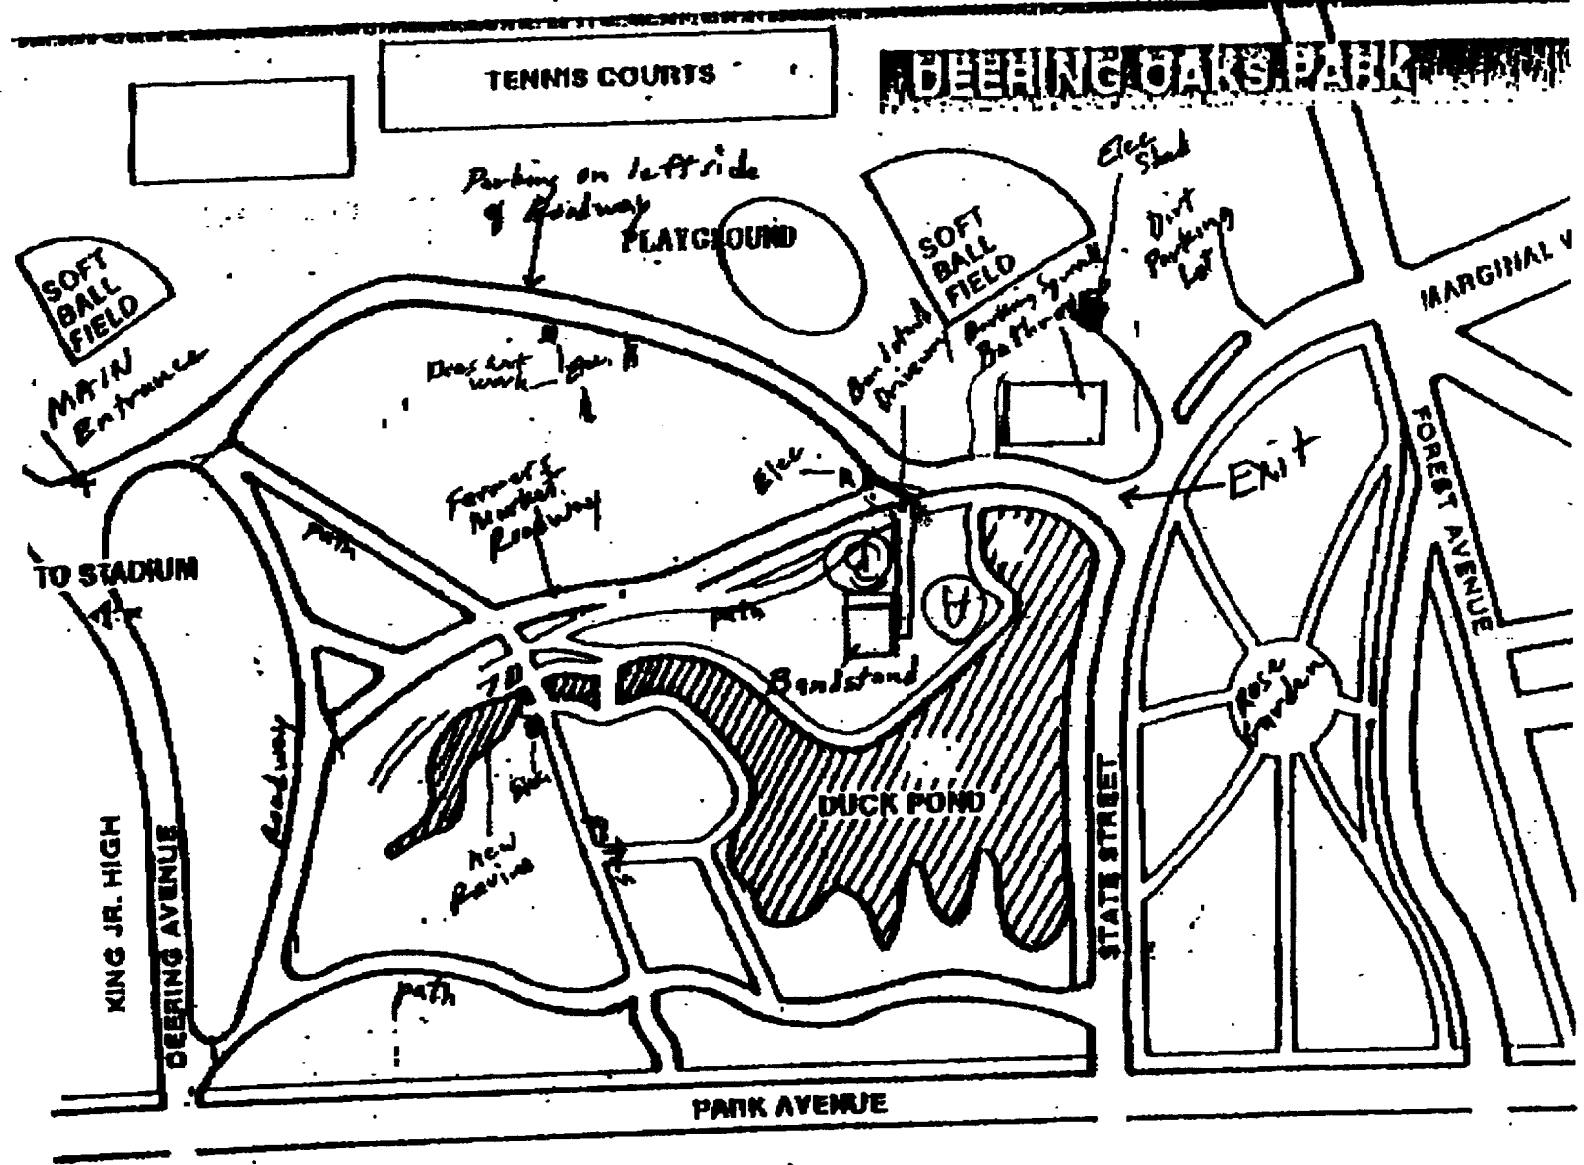 TENNIS COURTS
DEERING OAKS PARK
Parking on left side
of Roadway
PLAYGROUND
SOFT
BALL
FIELD
SOFT
BALL
FIELD
Elec
Dirt
Parking
Lot
MARGINAL W
MAIN
Entrance
Bandstand
Driveway
Elec.
Exit
FOREST AVENUE
Farmers
Market
Roadway
path
TO STADIUM
path
Bandstand
Rose
Garden
Roadway
DUCK POND
New
Ravine
STATE STREET
KING JR. HIGH
DEERING AVENUE
path
PARK AVENUE